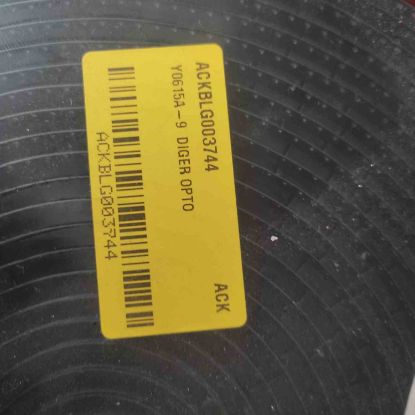 ACKBLG003744
Y0615A-9 DIGER OPTO
ACK
ACKBLG003744